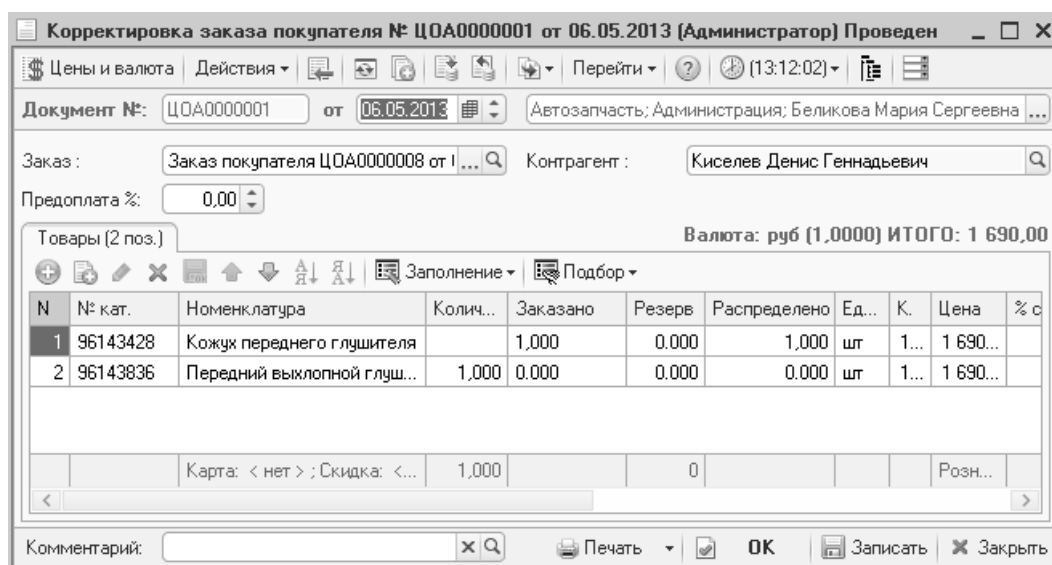 Корректировка заказа покупателя № ЦОА0000001 от 06.05.2013 (Администратор) Проведен
Цены и валюта Действия Перейти (13:12:02)
Документ №: ЦОА0000001 от 06.05.2013 Автозапчасть; Администрация; Беликова Мария Сергеевна ...
Заказ : Заказ покупателя ЦОА0000008 от ... Контрагент : Киселев Денис Геннадьевич
Предоплата %: 0,00
Товары (2 поз.) Валюта: руб (1,0000) ИТОГО: 1 690,00
Заполнение Подбор
N № кат. Номенклатура Колич... Заказано Резерв Распределено Ед... К. Цена % с
1 96143428 Кожух переднего глушителя 1,000 0.000 1,000 шт 1... 1 690...
2 96143836 Передний выхлопной глуш... 1,000 0.000 0.000 0.000 шт 1... 1 690...
Карта: < нет > ; Скидка: <... 1,000 0 Розн...
Комментарий: Печать OK Записать Закрыть